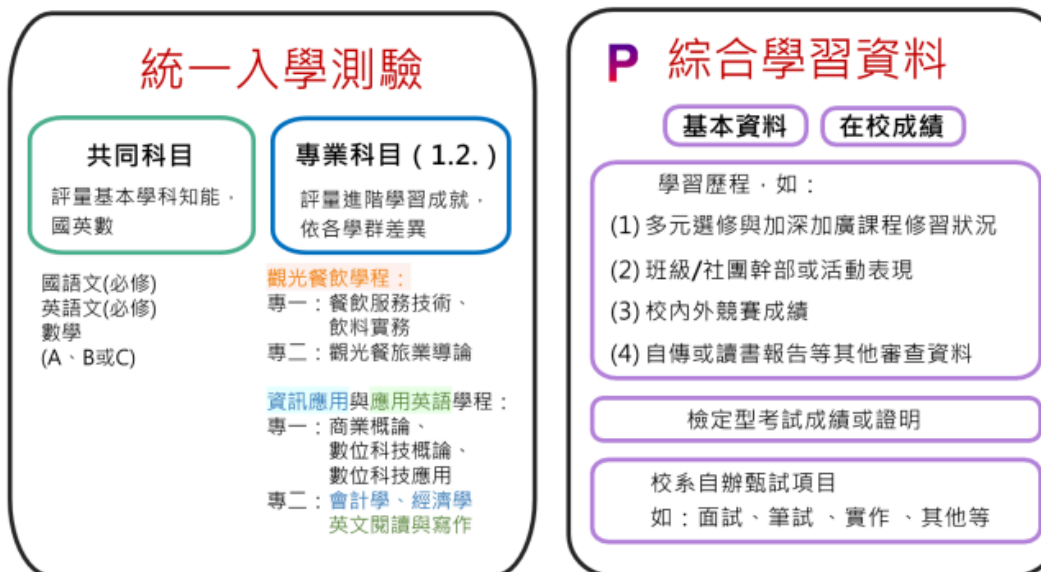 統一入學測驗
共同科目
評量基本學科知能，
國英數
國語文(必修)
英語文(必修)
數學
(A、B或C)
專業科目 ( 1.2. )
評量進階學習成就，
依各學群差異
觀光餐飲學程：
專一：餐飲服務技術、
飲料實務
專二：觀光餐旅業導論
資訊應用與應用英語學程：
專一：商業概論、
數位科技概論、
數位科技應用
專二：會計學、經濟學
英文閱讀與寫作
P 綜合學習資料
基本資料 在校成績
學習歷程，如：
(1) 多元選修與加深加廣課程修習狀況
(2) 班級/社團幹部或活動表現
(3) 校內外競賽成績
(4) 自傳或讀書報告等其他審查資料
檢定型考試成績或證明
校系自辦甄試項目
如：面試、筆試 、實作 、其他等